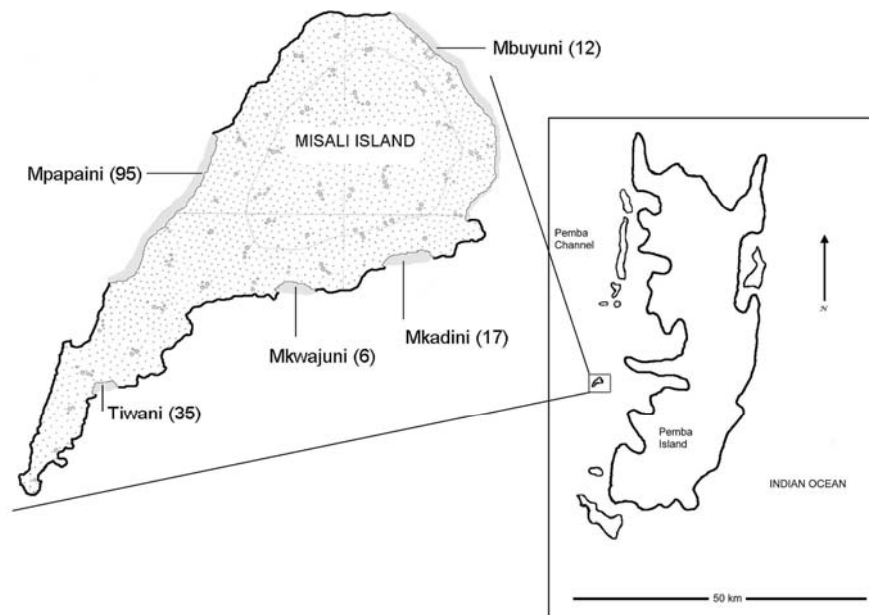 Mbuyuni (12)
MISALI ISLAND
Mpapaini (95)
Mkadini (17)
Mkwajuni (6)
Tiwani (35)
Pemba
Channel
N
Pemba
Island
INDIAN OCEAN
50 km